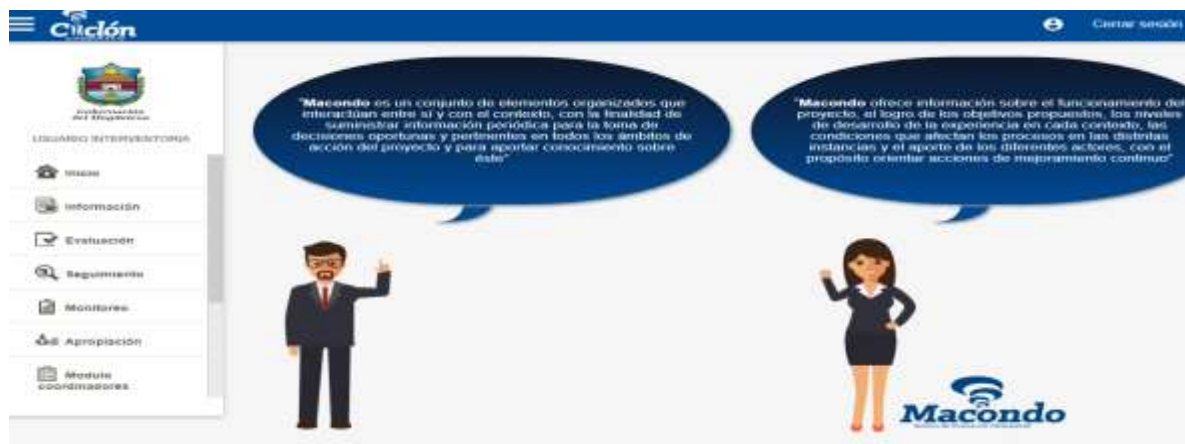 Ciclón
Cerrar sesión
Gobernación
del Magdalena
USUARIO INTERVENTORIA
Inicio
Información
Evaluación
Seguimiento
Monitoreo
Apropiación
Modulo
coordinadores
"Macondo es un conjunto de elementos organizados que
interactúan entre sí y con el contexto, con la finalidad de
suministrar información periódica para la toma de
decisiones oportunas y pertinentes en todos los ámbitos de
acción del proyecto y para aportar conocimiento sobre
éste"
"Macondo ofrece información sobre el funcionamiento del
proyecto, el logro de los objetivos propuestos, los niveles
de desarrollo de la experiencia en cada contexto, las
condiciones que afectan los procesos en las distintas
instancias y el aporte de los diferentes actores, con el
propósito orientar acciones de mejoramiento continuo"
Macondo